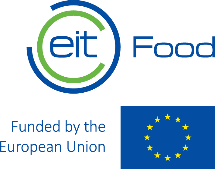 eit Food
Funded by the
European Union